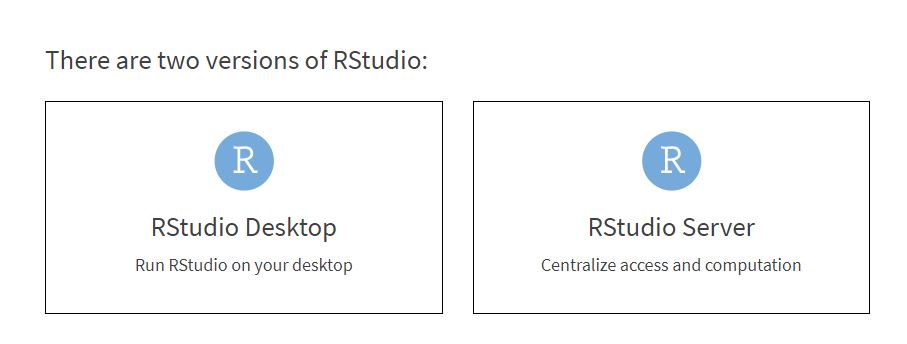 There are two versions of RStudio:
R
RStudio Desktop
Run RStudio on your desktop
R
RStudio Server
Centralize access and computation